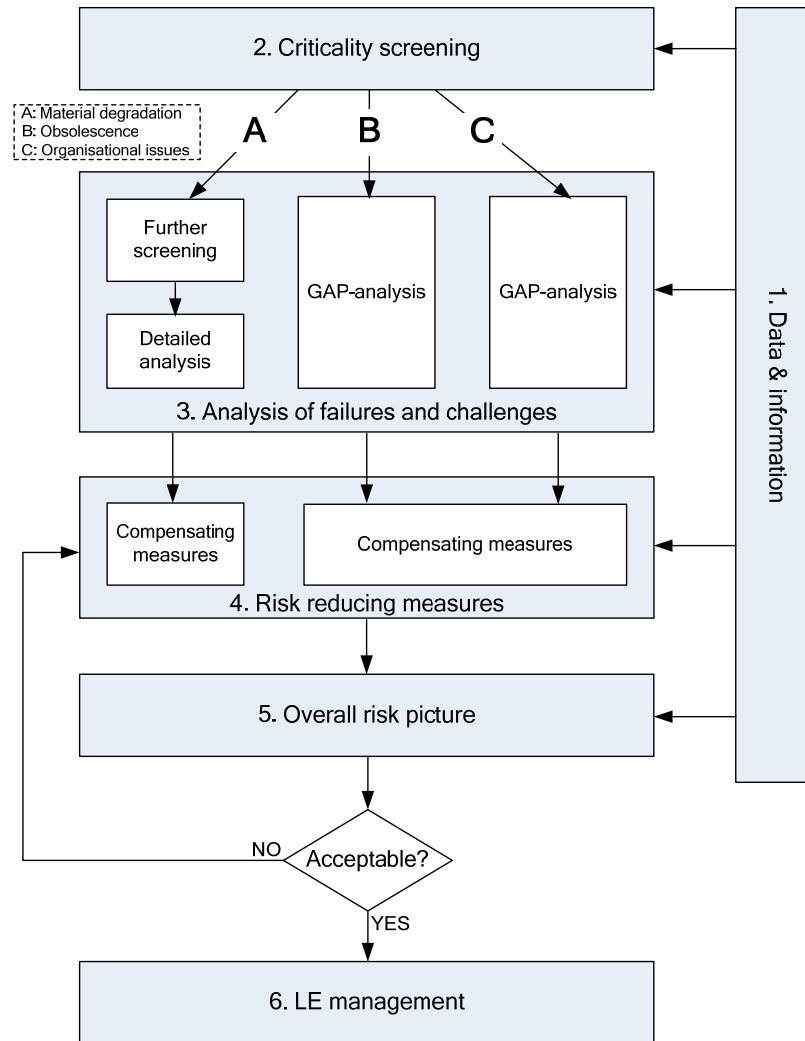 2. Criticality screening
A: Material degradation
B: Obsolescence
C: Organisational issues
A
B
C
Further
screening
Detailed
analysis
GAP-analysis
GAP-analysis
3. Analysis of failures and challenges
Compensating
measures
Compensating measures
4. Risk reducing measures
5. Overall risk picture
Acceptable?
NO
YES
6. LE management
1. Data & information